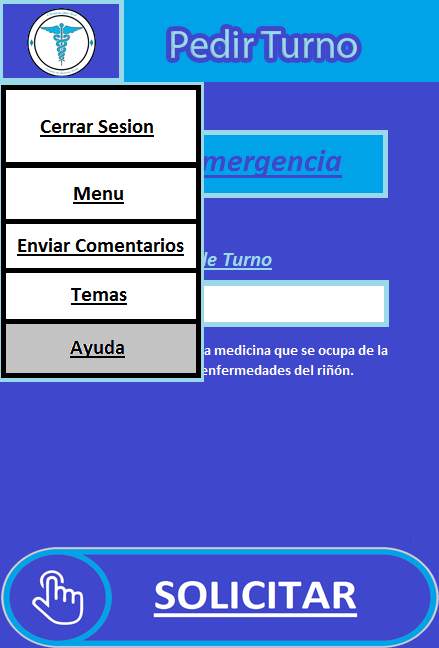 Pedir Turno
Cerrar Sesion
Menu
Enviar Comentarios
Temas
Ayuda
mergencia
de Turno
a medicina que se ocupa de la
enfermedades del riñón.
SOLICITAR